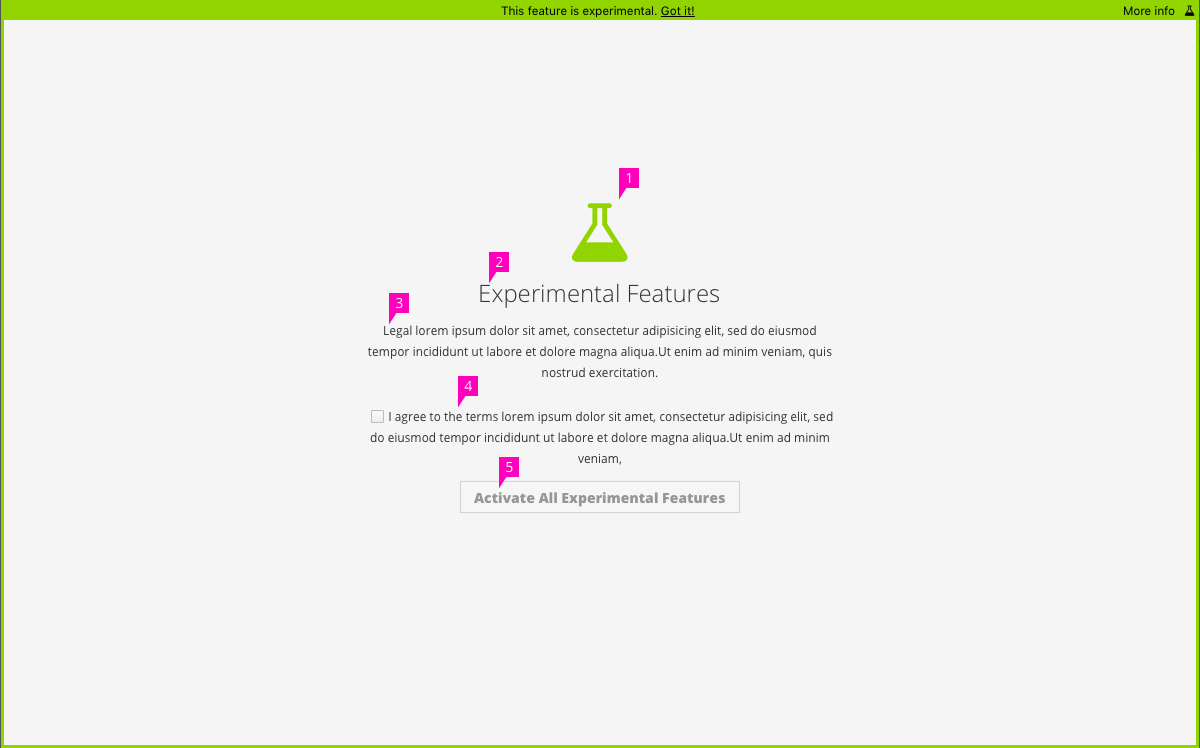 This feature is experimental. Got it!
More info
1
2
Experimental Features
3
Legal lorem ipsum dolor sit amet, consectetur adipisicing elit, sed do eiusmod
tempor incididunt ut labore et dolore magna aliqua.Ut enim ad minim veniam, quis
nostrud exercitation.
4
I agree to the terms lorem ipsum dolor sit amet, consectetur adipisicing elit, sed
do eiusmod tempor incididunt ut labore et dolore magna aliqua.Ut enim ad minim
veniam,
5
Activate All Experimental Features